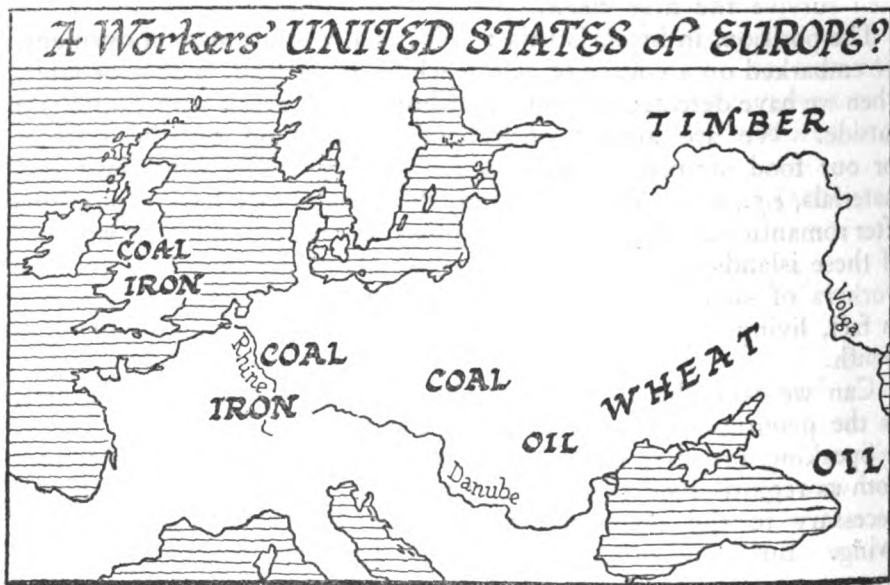 A Workers' UNITED STATES of EUROPE?
TIMBER
COAL
IRON
Volga
Rhine
COAL
IRON
COAL
WHEAT
OIL
OIL
Danube